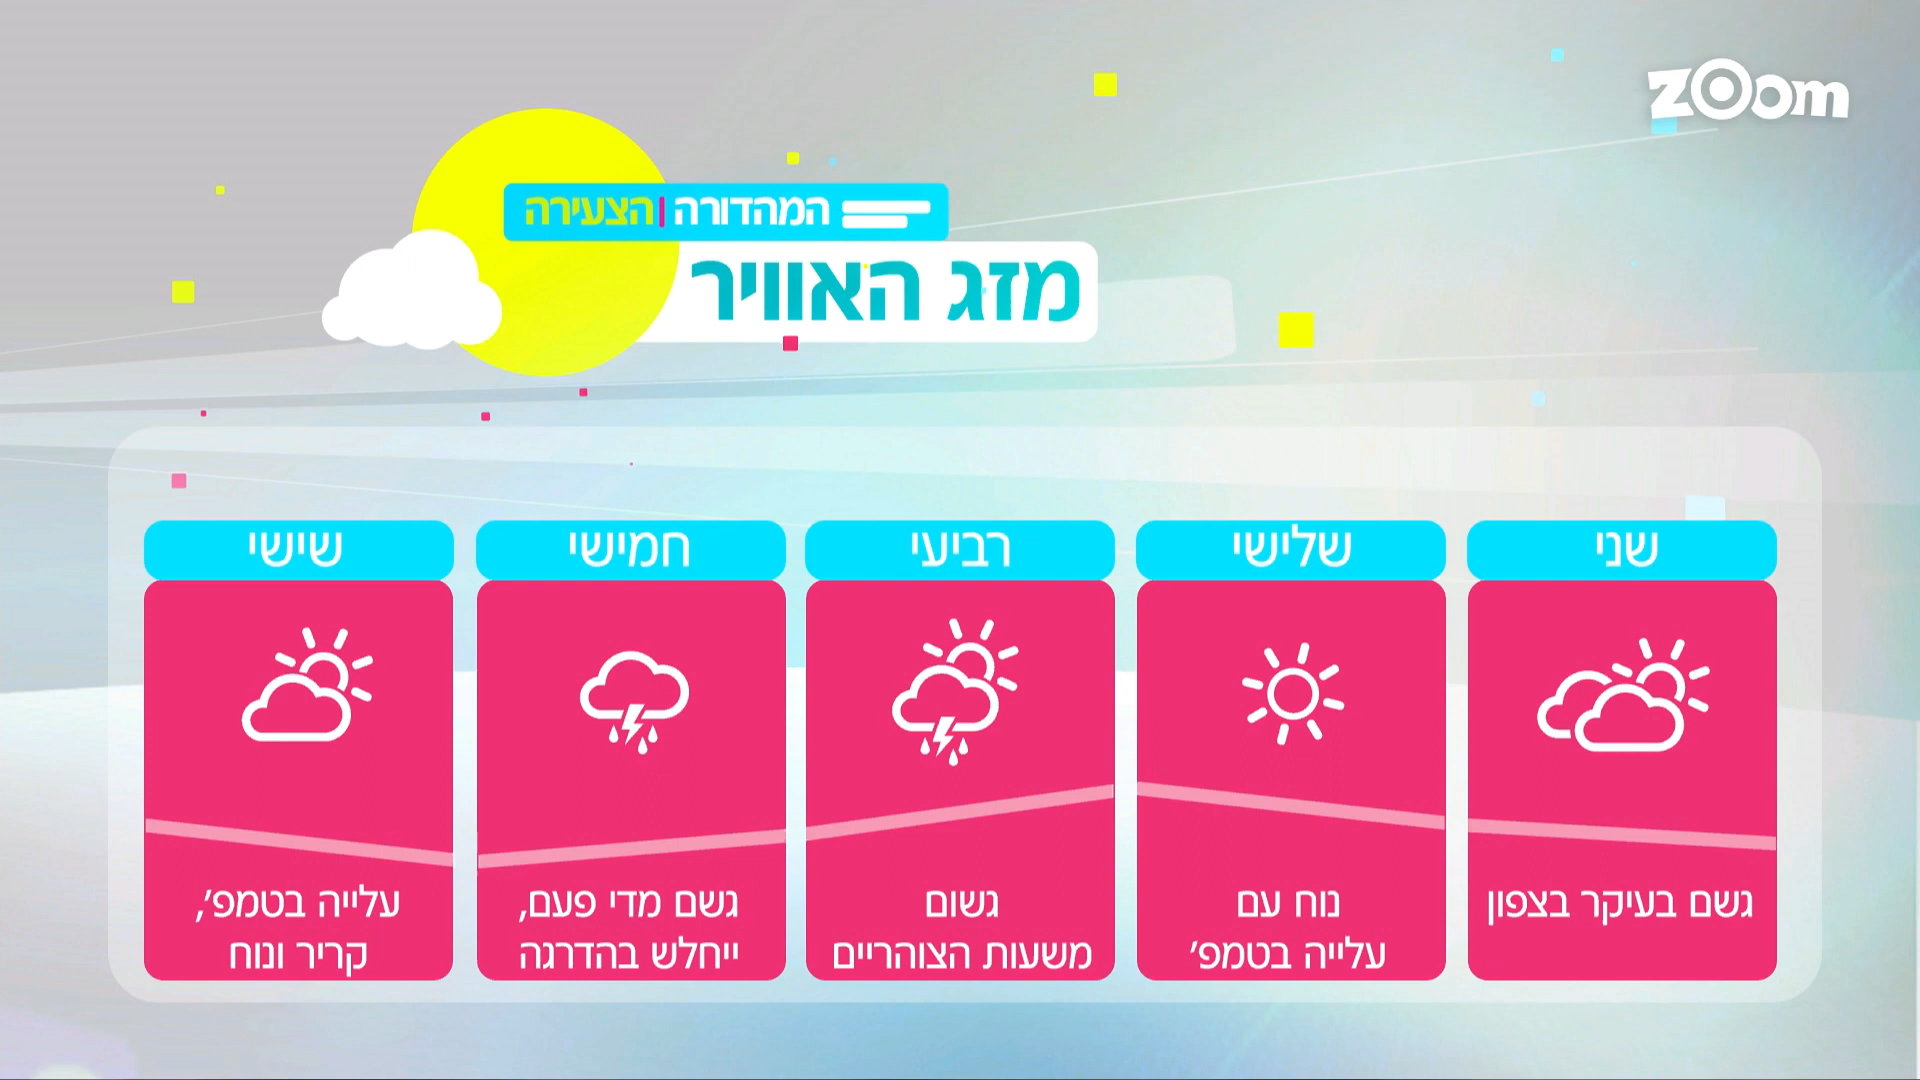 zoom
המהדורה | הצעירה
מזג האוויר
שני
גשם בעיקר בצפון
שלישי
נוח עם
עלייה בטמפ׳
רביעי
גשום
משעות הצוהריים
חמישי
גשם מדי פעם,
ייחלש בהדרגה
שישי
עלייה בטמפ׳,
קריר ונוח